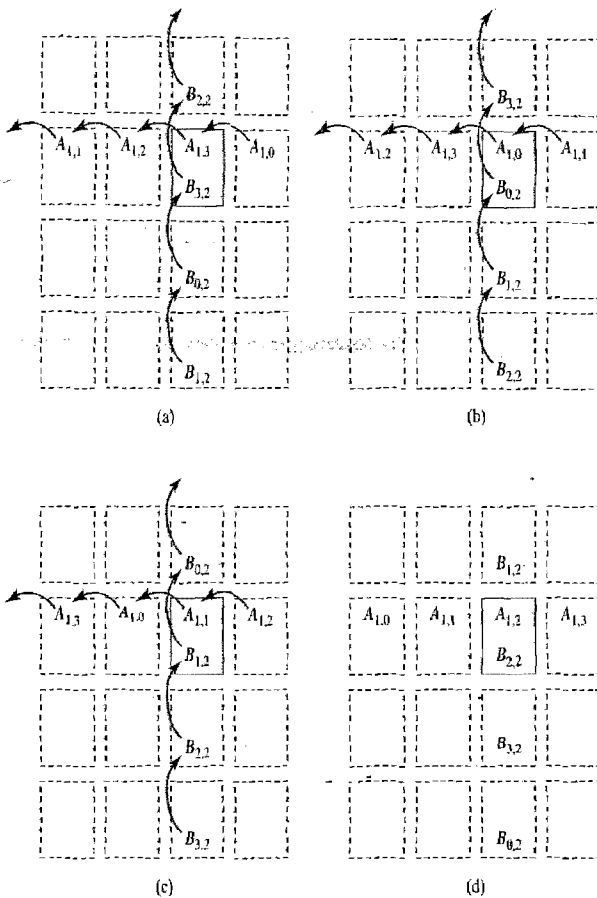 B2,2
A1,1 A1,2 A1,3 A1,0
B3,2
B0,2
B1,2
(a)
B3,2
A1,2 A1,3 A1,0 A1,1
B0,2
B1,2
B2,2
(b)
B0,2
A1,3 A1,0 A1,1 A1,2
B1,2
B2,2
B3,2
(c)
B1,2
A1,0 A1,1 A1,2 A1,3
B2,2
B3,2
B0,2
(d)